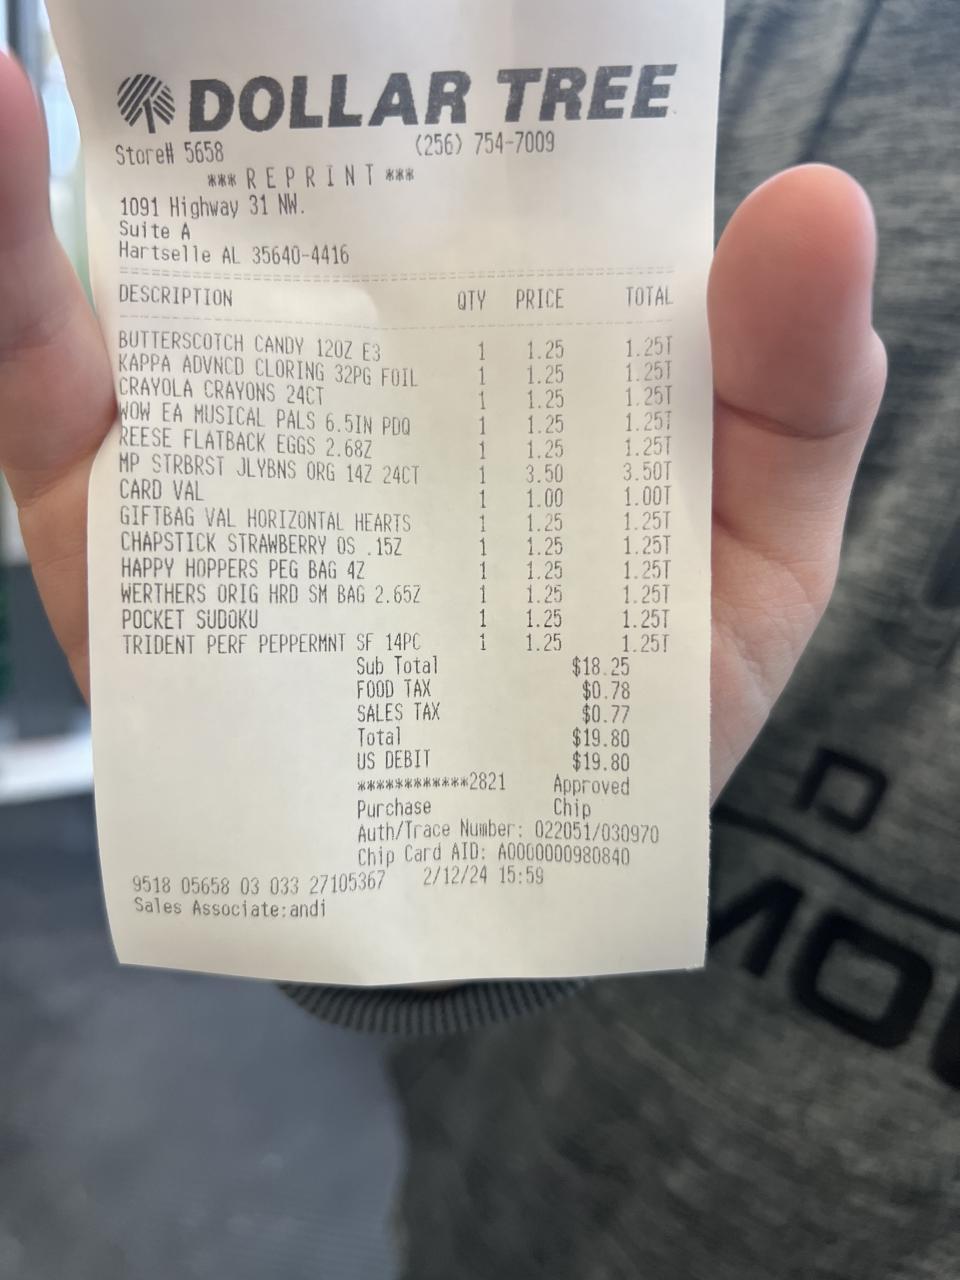 DOLLAR TREE
Store# 5658 (256) 754-7009
*** R E P R I N T ***
1091 Highway 31 NW.
Suite A
Hartselle AL 35640-4416
DESCRIPTION QTY PRICE TOTAL
BUTTERSCOTCH CANDY 12OZ E3 1 1.25 1.25T
KAPPA ADVNCD CLORING 32PG FOIL 1 1.25 1.25T
CRAYOLA CRAYONS 24CT 1 1.25 1.25T
WOW EA MUSICAL PALS 6.5IN PDQ 1 1.25 1.25T
REESE FLATBACK EGGS 2.68Z 1 1.25 1.25T
MP STRBRST JLYBNS ORG 14Z 24CT 1 3.50 3.50T
CARD VAL 1 1.00 1.00T
GIFTBAG VAL HORIZONTAL HEARTS 1 1.25 1.25T
CHAPSTICK STRAWBERRY OS .15Z 1 1.25 1.25T
HAPPY HOPPERS PEG BAG 4Z 1 1.25 1.25T
WERTHERS ORIG HRD SM BAG 2.65Z 1 1.25 1.25T
POCKET SUDOKU 1 1.25 1.25T
TRIDENT PERF PEPPERMNT SF 14PC 1 1.25 1.25T
Sub Total $18.25
FOOD TAX $0.78
SALES TAX $0.77
Total $19.80
US DEBIT $19.80
************2821 Approved
Purchase Chip
Auth/Trace Number: 022051/030970
Chip Card AID: A0000000980840
9518 05658 03 033 27105367 2/12/24 15:59
Sales Associate:andi